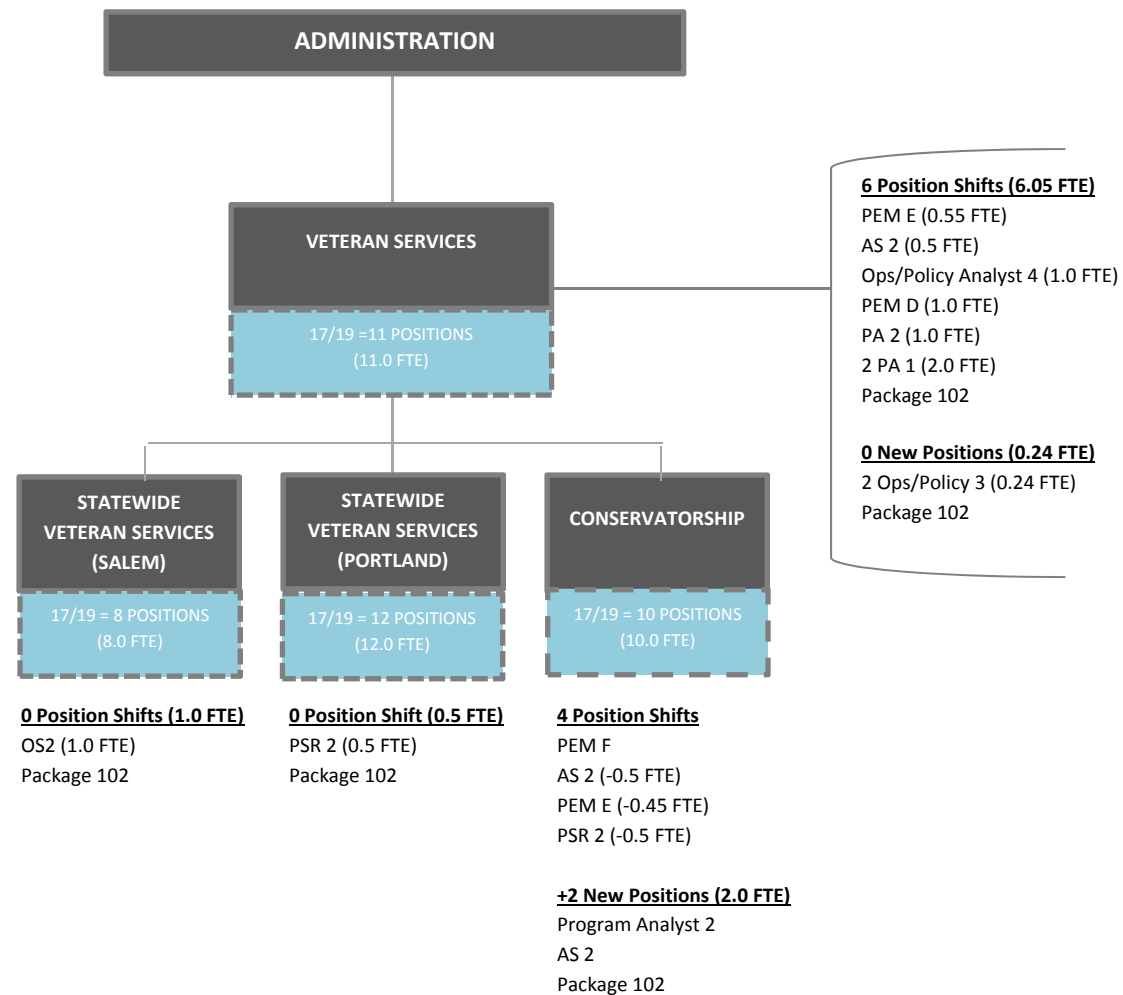 ADMINISTRATION
VETERAN SERVICES
17/19 =11 POSITIONS
(11.0 FTE)
6 Position Shifts (6.05 FTE)
PEM E (0.55 FTE)
AS 2 (0.5 FTE)
Ops/Policy Analyst 4 (1.0 FTE)
PEM D (1.0 FTE)
PA 2 (1.0 FTE)
2 PA 1 (2.0 FTE)
Package 102
0 New Positions (0.24 FTE)
2 Ops/Policy 3 (0.24 FTE)
Package 102
STATEWIDE
VETERAN SERVICES
(SALEM)
17/19 = 8 POSITIONS
(8.0 FTE)
0 Position Shifts (1.0 FTE)
OS2 (1.0 FTE)
Package 102
STATEWIDE
VETERAN SERVICES
(PORTLAND)
17/19 = 12 POSITIONS
(12.0 FTE)
0 Position Shift (0.5 FTE)
PSR 2 (0.5 FTE)
Package 102
CONSERVATORSHIP
17/19 = 10 POSITIONS
(10.0 FTE)
4 Position Shifts
PEM F
AS 2 (-0.5 FTE)
PEM E (-0.45 FTE)
PSR 2 (-0.5 FTE)
+2 New Positions (2.0 FTE)
Program Analyst 2
AS 2
Package 102